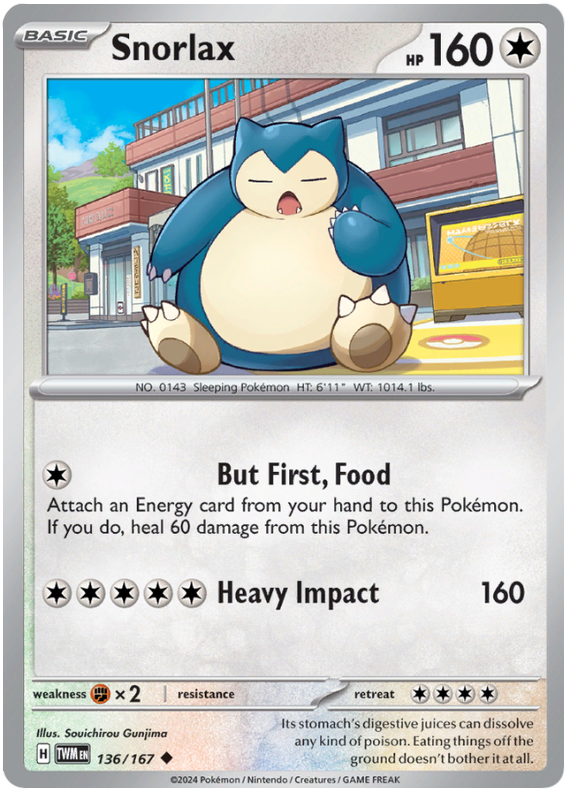 BASIC Snorlax HP 160
NO. 0143 Sleeping Pokémon HT: 6'11" WT: 1014.1 lbs.
But First, Food
Attach an Energy card from your hand to this Pokémon.
If you do, heal 60 damage from this Pokémon.
Heavy Impact 160
weakness ×2 resistance retreat
Illus. Souichirou Gunjima
H TWM EN 136/167
Its stomach's digestive juices can dissolve
any kind of poison. Eating things off the
ground doesn't bother it at all.
©2024 Pokémon / Nintendo / Creatures / GAME FREAK